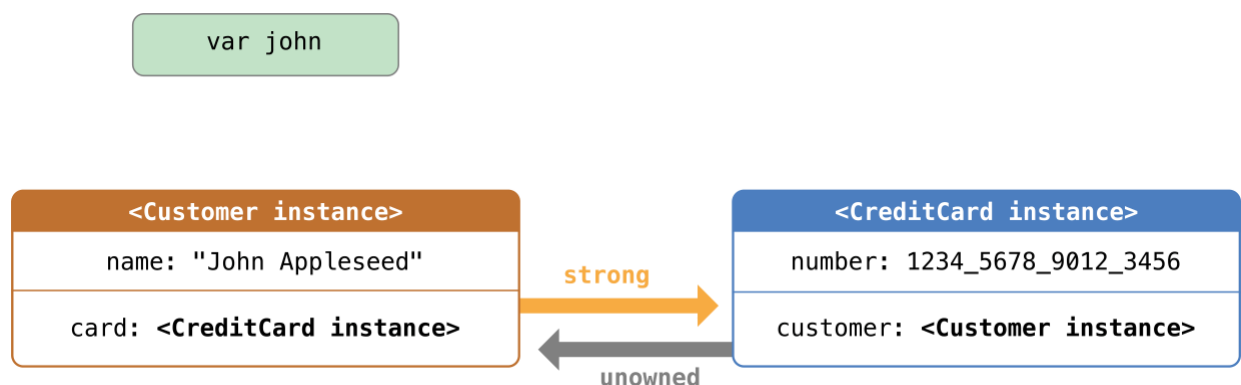 var john
<Customer instance>
<CreditCard instance>
name: "John Appleseed"
number: 1234_5678_9012_3456
strong
card: <CreditCard instance>
customer: <Customer instance>
unowned